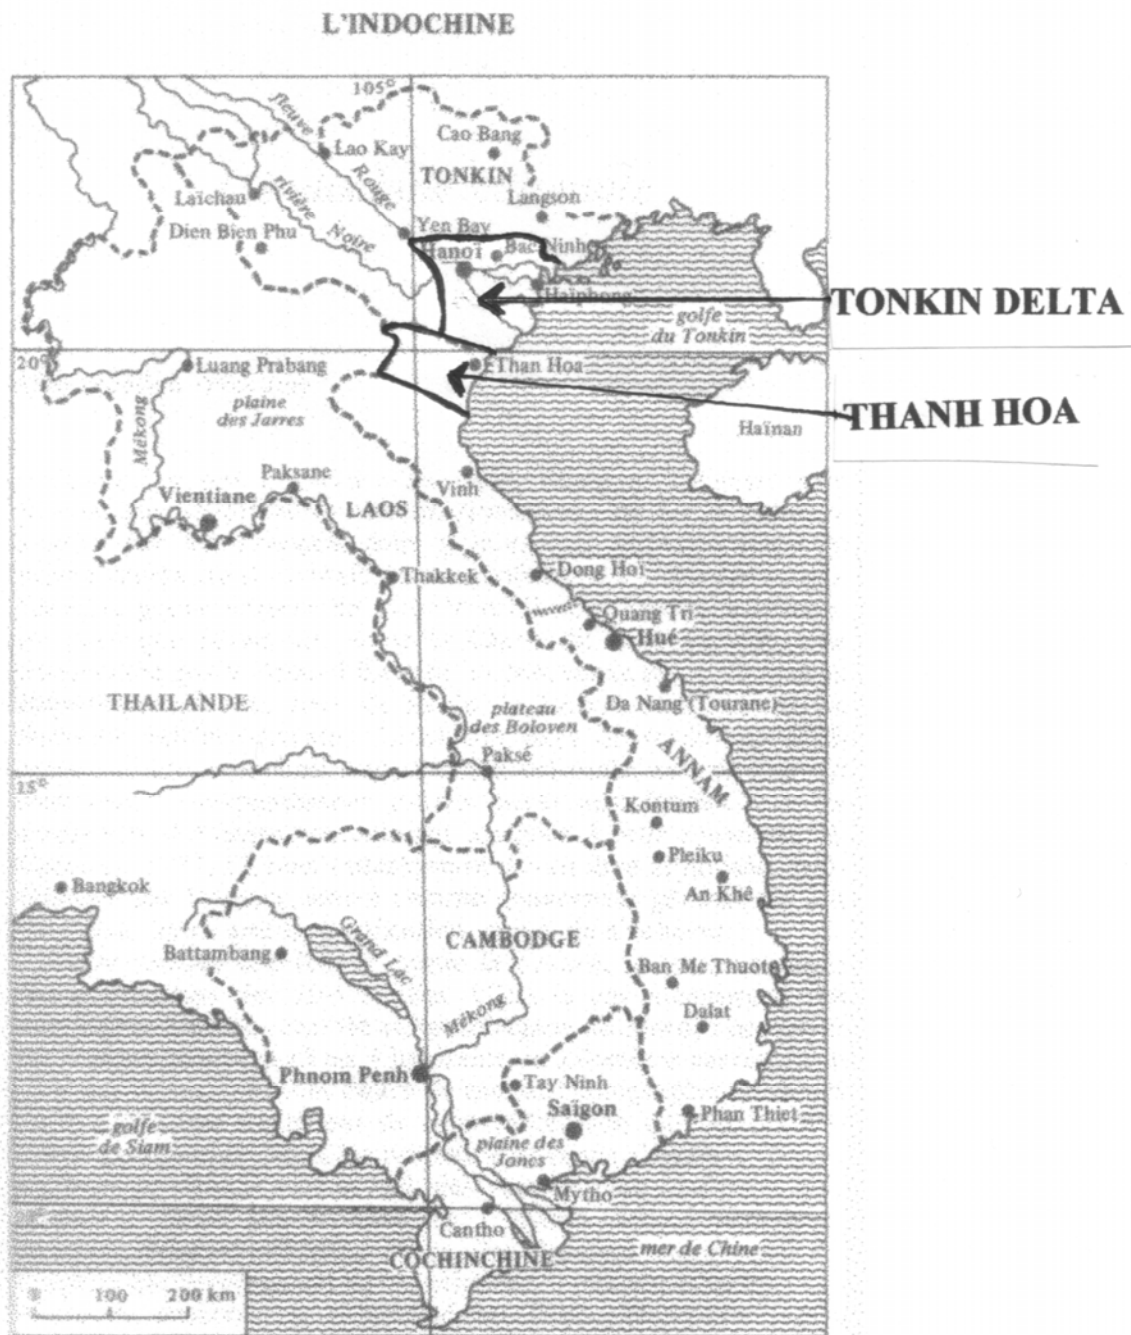 L'INDOCHINE
105°
fleuve
Rouge
Cao Bang
Lao Kay
TONKIN
Laïchau
rivière
Noire
Langson
Dien Bien Phu
Yen Bay
Hanoï
Bac Ninh
Haïphong
TONKIN DELTA
golfe
du Tonkin
20°
Luang Prabang
Than Hoa
THANH HOA
plaine
des Jarres
Mékong
Haïnan
Paksane
Vientiane
LAOS
Vinh
Thakkek
Dong Hoï
Quang Tri
Hué
THAILANDE
plateau
des Boloven
Da Nang (Tourane)
Paksé
ANNAM
15°
Kontum
Pleiku
An Khê
Bangkok
Grand Lac
CAMBODGE
Battambang
Ban Me Thuot
Mékong
Dalat
Phnom Penh
Tay Ninh
Saïgon
Phan Thiet
golfe
de Siam
plaine des
Joncs
Mytho
Cantho
COCHINCHINE
mer de Chine
0 100 200 km